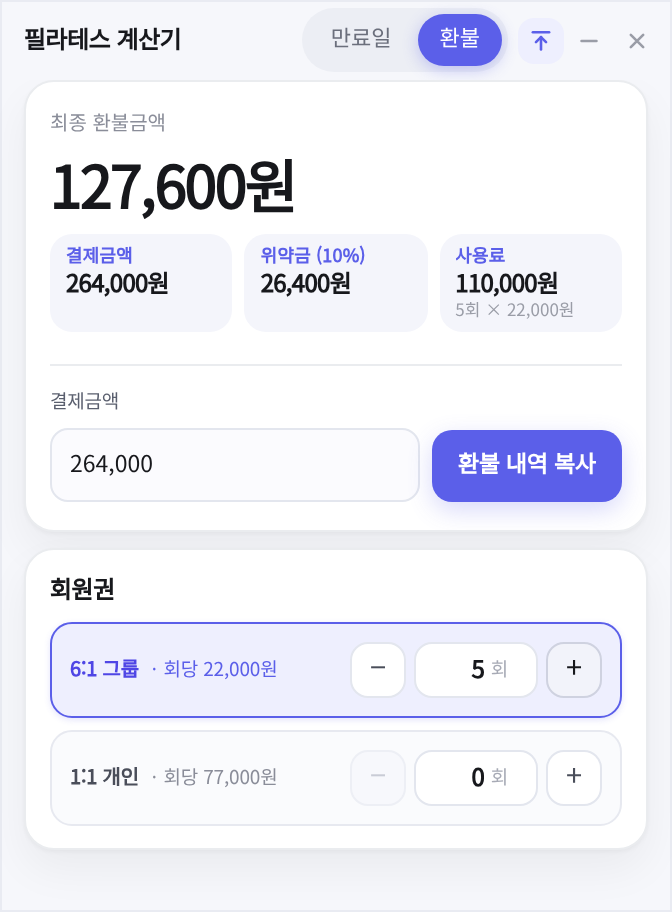 필라테스 계산기
만료일 환불
최종 환불금액
127,600원
결제금액 위약금 (10%) 사용료
264,000원 26,400원 110,000원
5회 × 22,000원
결제금액
264,000 환불 내역 복사
회원권
6:1 그룹 · 회당 22,000원 − 5 회 +
1:1 개인 · 회당 77,000원 − 0 회 +